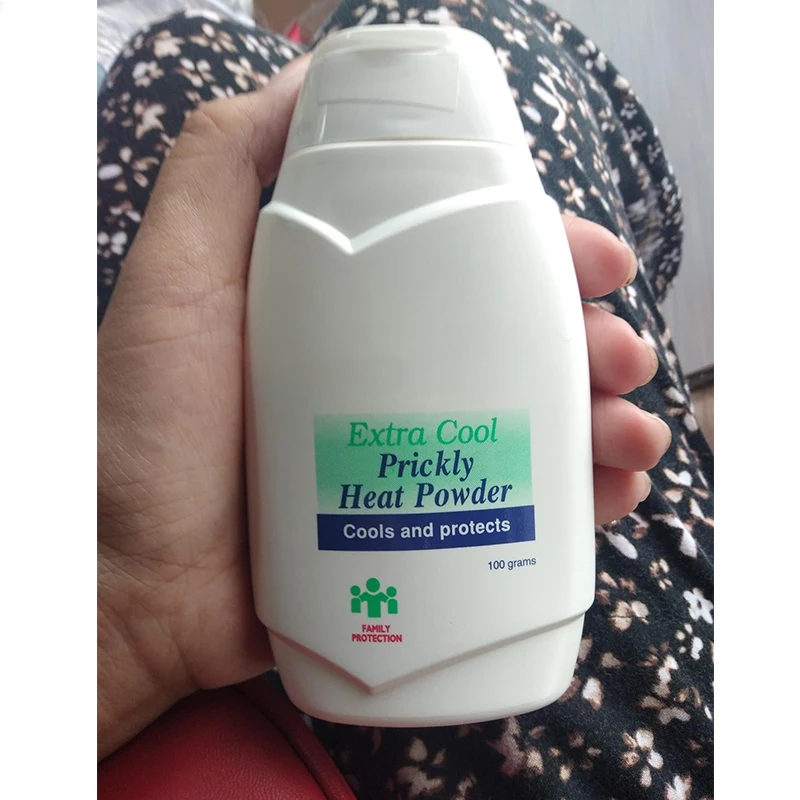 Extra Cool
Prickly
Heat Powder
Cools and protects
100 grams
FAMILY
PROTECTION